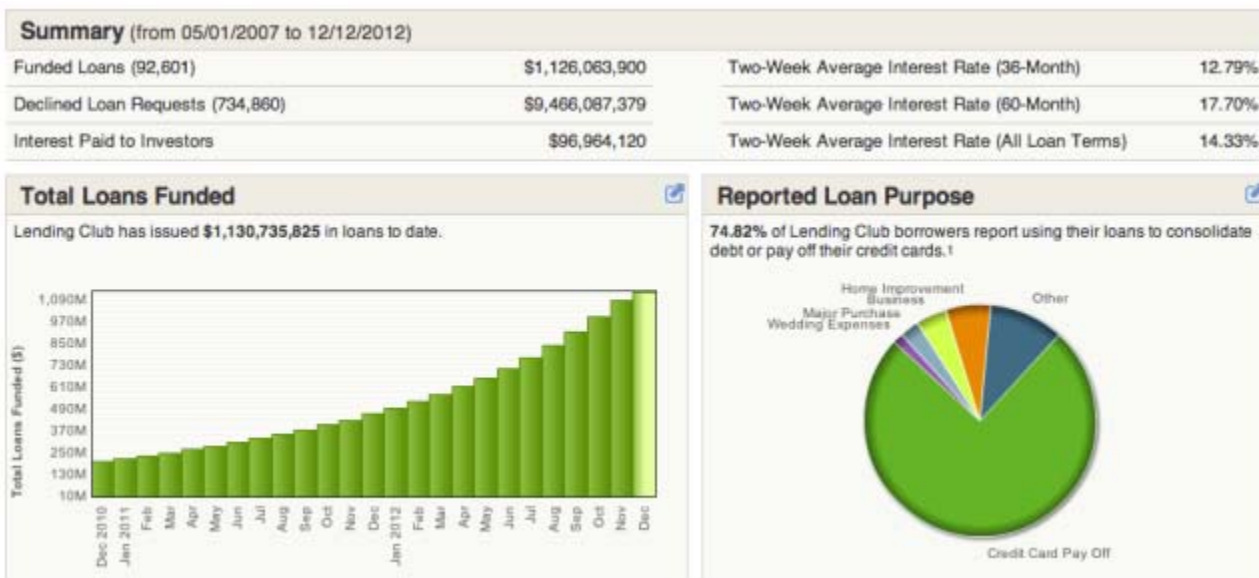 Summary (from 05/01/2007 to 12/12/2012)
Funded Loans (92,601) $1,126,063,900
Two-Week Average Interest Rate (36-Month) 12.79%
Declined Loan Requests (734,860) $9,466,087,379
Two-Week Average Interest Rate (60-Month) 17.70%
Interest Paid to Investors $96,964,120
Two-Week Average Interest Rate (All Loan Terms) 14.33%
Total Loans Funded
Lending Club has issued $1,130,735,825 in loans to date.
Total Loans Funded ($)
1,090M
970M
850M
730M
610M
490M
370M
250M
130M
10M
Dec 2010
Jan 2011
Feb
Mar
Apr
May
Jun
Jul
Aug
Sep
Oct
Nov
Dec
Jan 2012
Feb
Mar
Apr
May
Jun
Jul
Aug
Sep
Oct
Nov
Dec
Reported Loan Purpose
74.82% of Lending Club borrowers report using their loans to consolidate
debt or pay off their credit cards.1
Home Improvement
Business
Major Purchase
Wedding Expenses
Other
Credit Card Pay Off